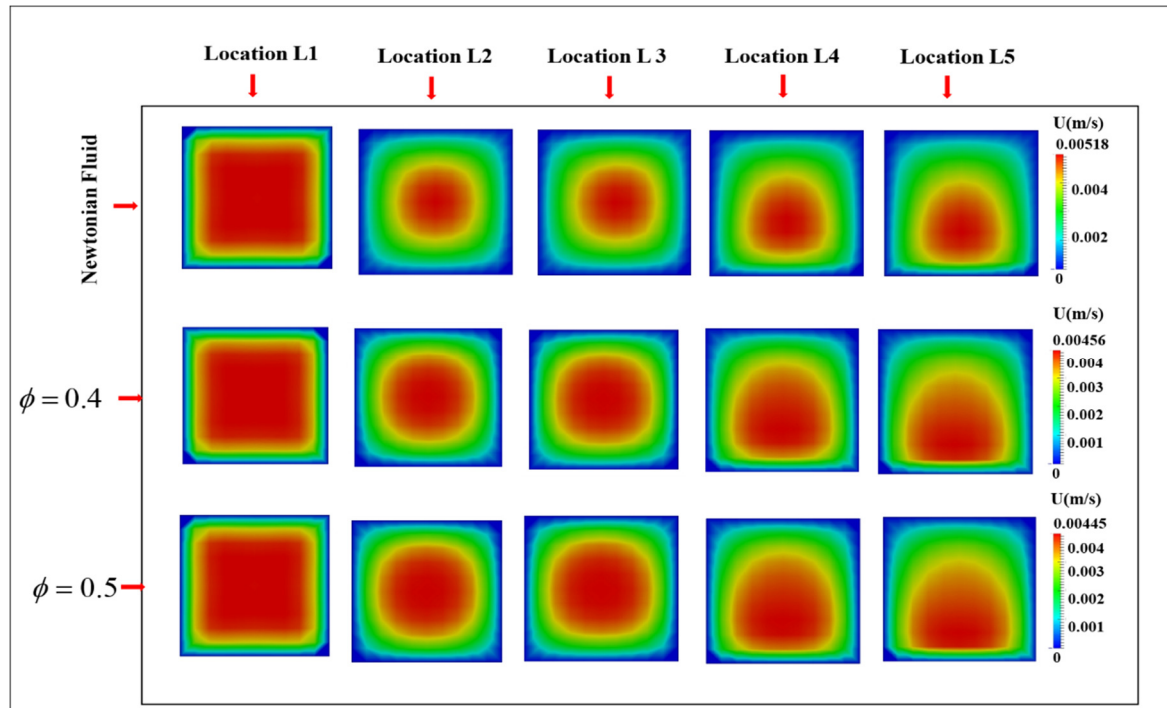 Location L1
Location L2
Location L 3
Location L4
Location L5
Newtonian Fluid
U(m/s)
0.00518
0.004
0.002
0
ϕ = 0.4
U(m/s)
0.00456
0.004
0.003
0.002
0.001
0
ϕ = 0.5
U(m/s)
0.00445
0.004
0.003
0.002
0.001
0